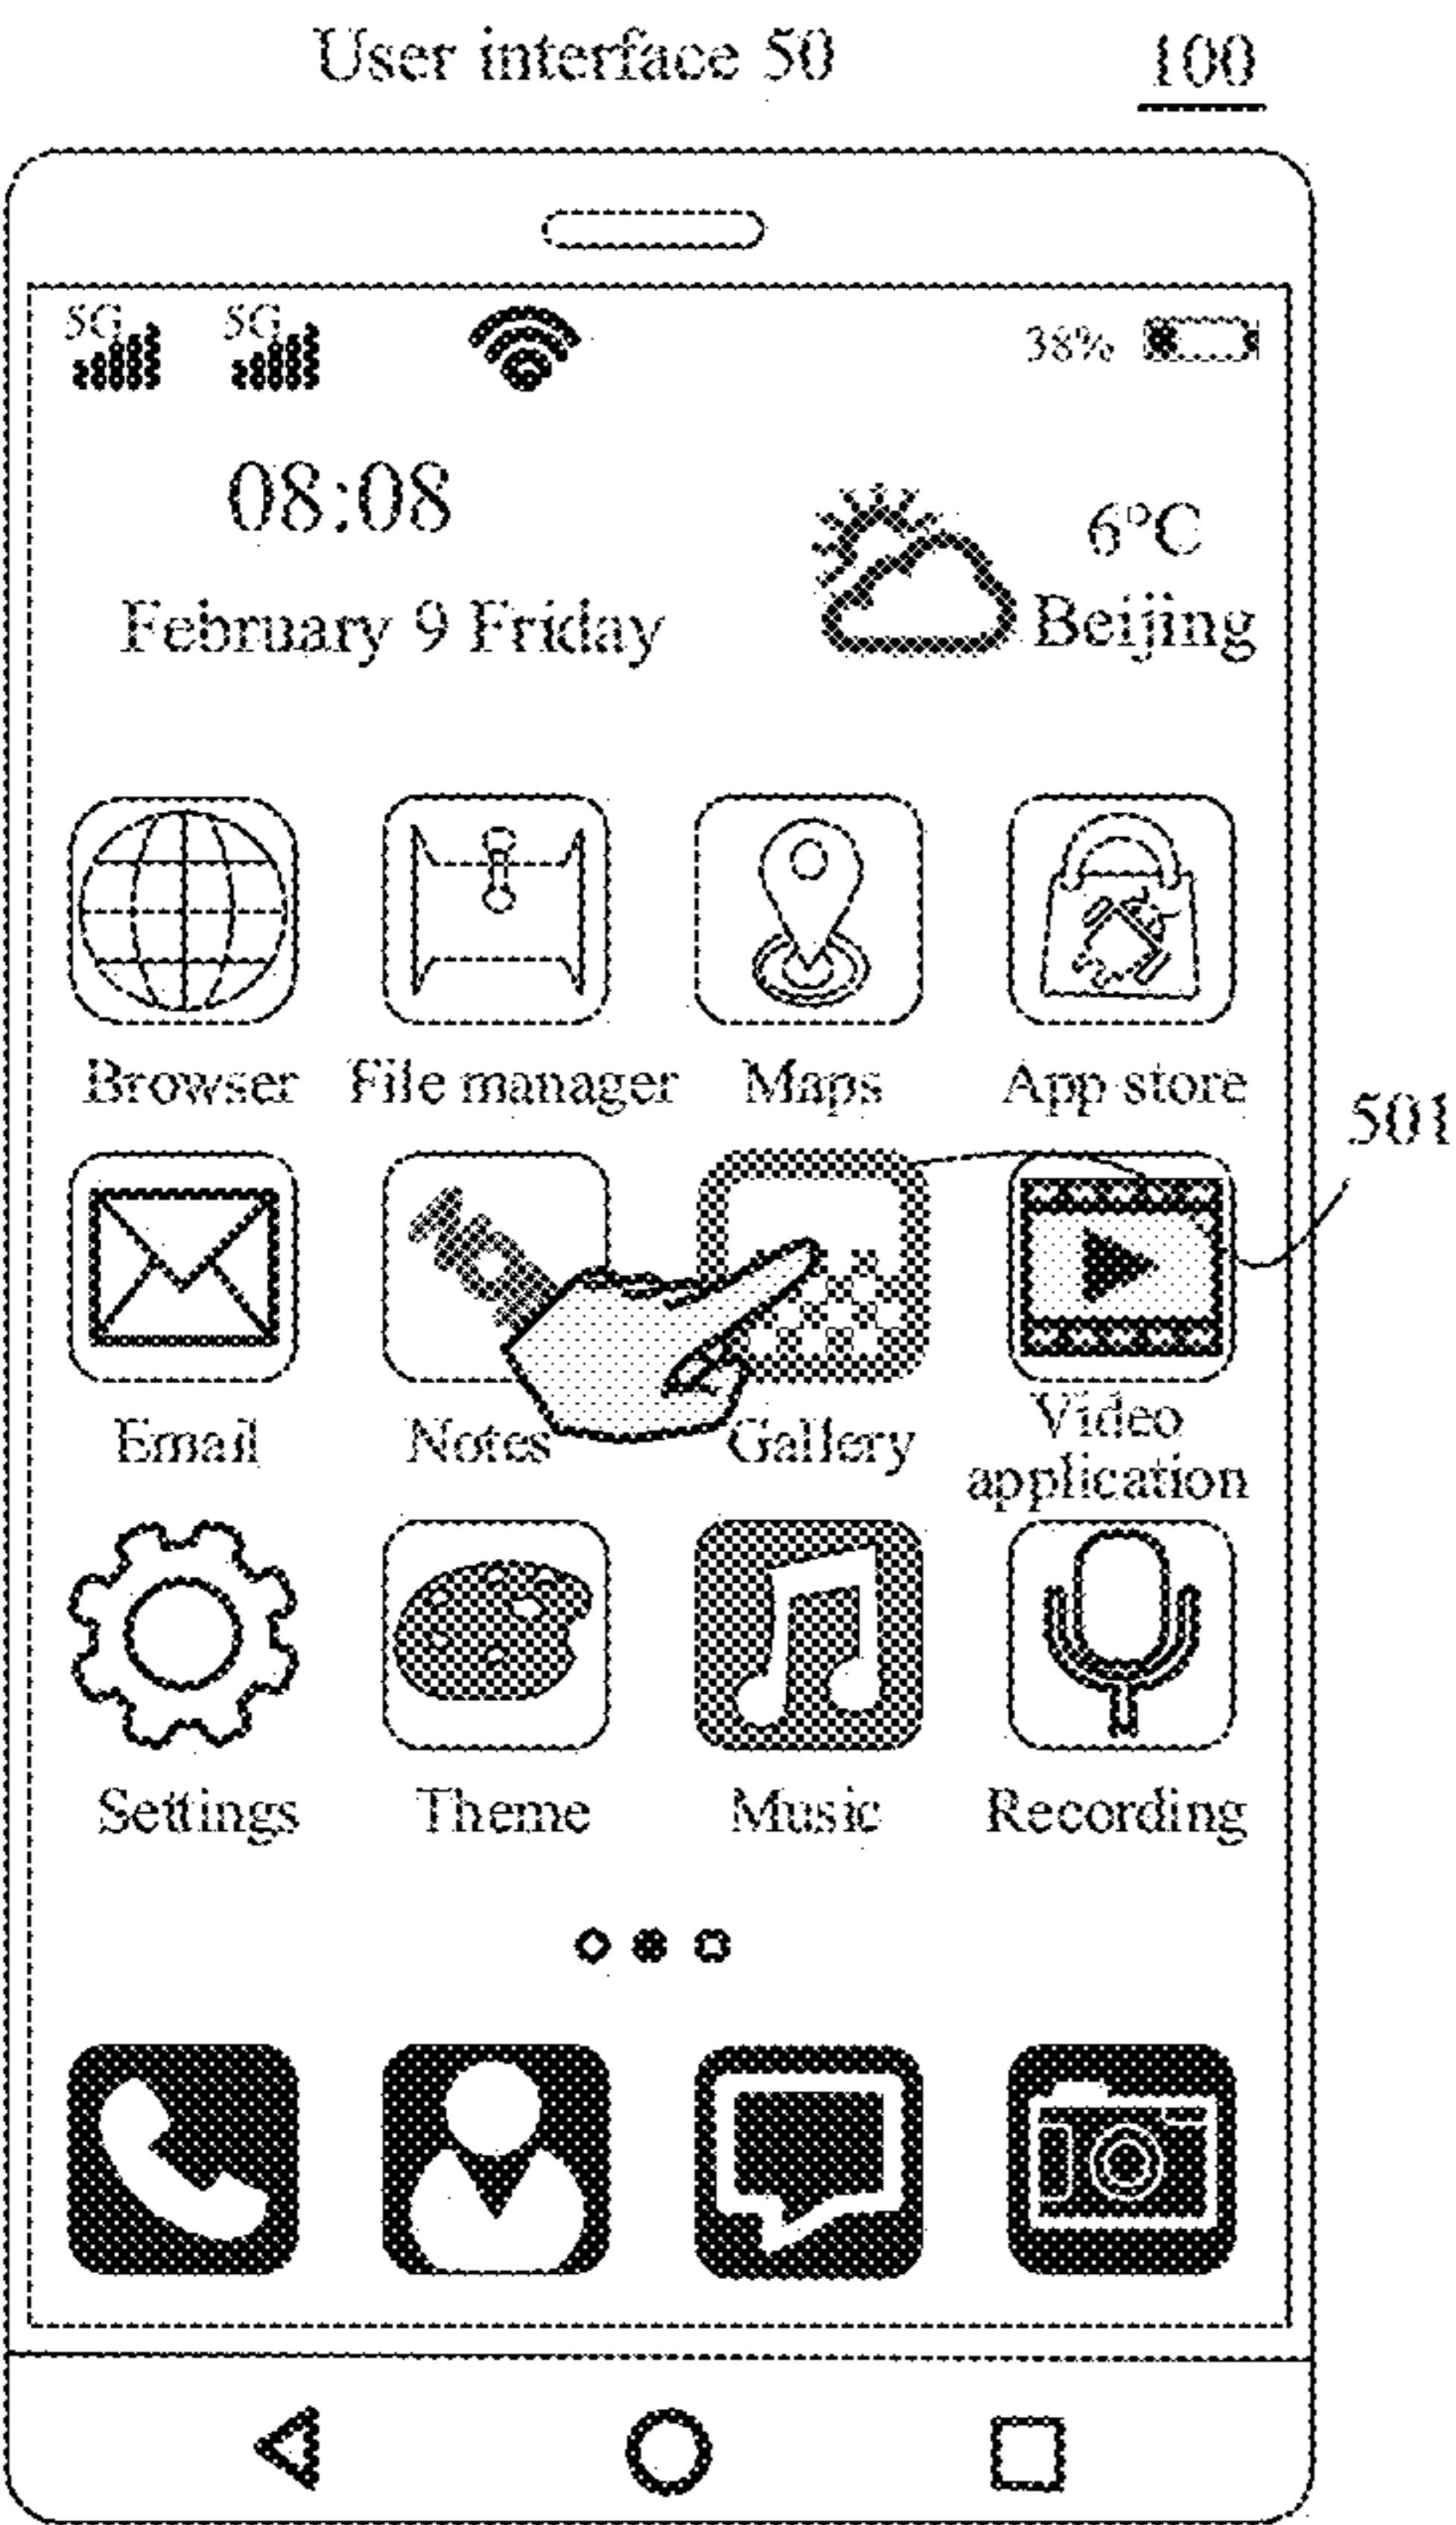 User interface 50 100
5G 5G 38%
08:08
6°C
February 9 Friday
Beijing
Browser File manager Maps App store
501
Email Notes Gallery Video
application
Settings Theme Music Recording